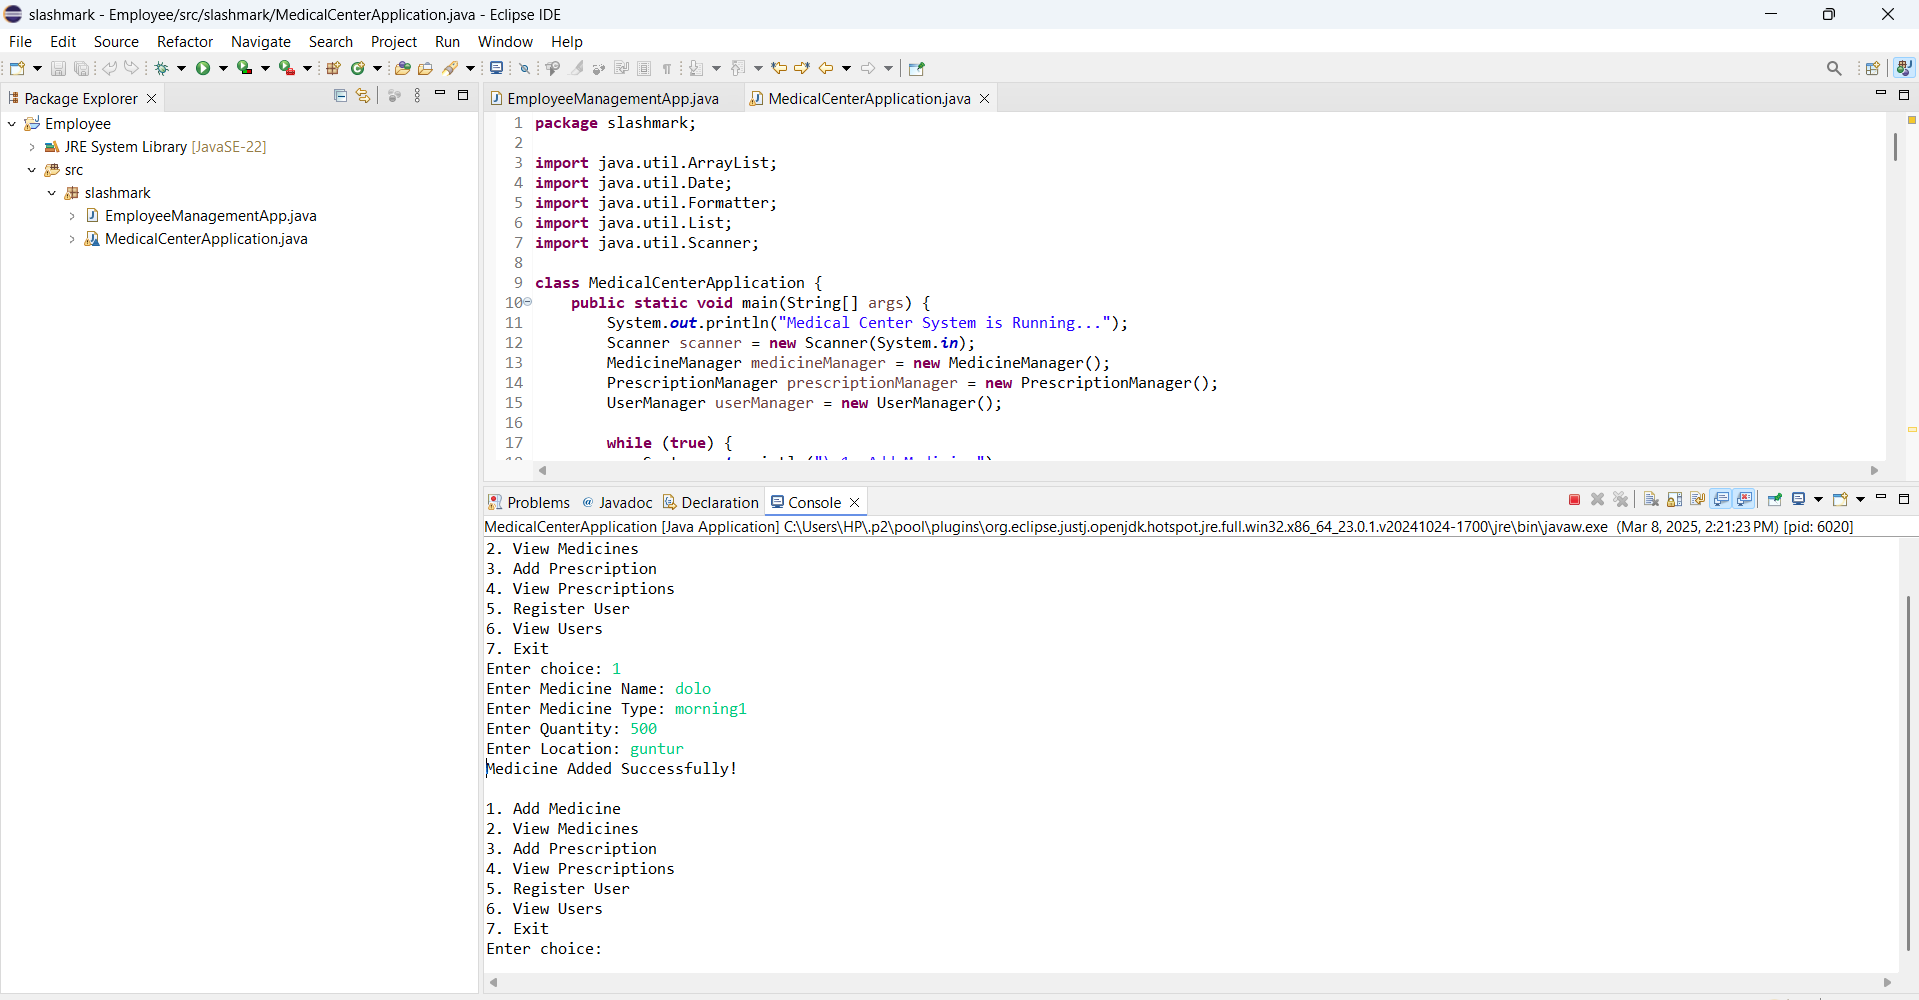 slashmark - Employee/src/slashmark/MedicalCenterApplication.java - Eclipse IDE
File Edit Source Refactor Navigate Search Project Run Window Help
Package Explorer
Employee
JRE System Library [JavaSE-22]
src
slashmark
EmployeeManagementApp.java
MedicalCenterApplication.java
EmployeeManagementApp.java MedicalCenterApplication.java
1 package slashmark;
2
3 import java.util.ArrayList;
4 import java.util.Date;
5 import java.util.Formatter;
6 import java.util.List;
7 import java.util.Scanner;
8
9 class MedicalCenterApplication {
10 public static void main(String[] args) {
11 System.out.println("Medical Center System is Running...");
12 Scanner scanner = new Scanner(System.in);
13 MedicineManager medicineManager = new MedicineManager();
14 PrescriptionManager prescriptionManager = new PrescriptionManager();
15 UserManager userManager = new UserManager();
16
17 while (true) {
Problems Javadoc Declaration Console
MedicalCenterApplication [Java Application] C:\Users\HP\.p2\pool\plugins\org.eclipse.justj.openjdk.hotspot.jre.full.win32.x86_64_23.0.1.v20241024-1700\jre\bin\javaw.exe (Mar 8, 2025, 2:21:23 PM) [pid: 6020]
2. View Medicines
3. Add Prescription
4. View Prescriptions
5. Register User
6. View Users
7. Exit
Enter choice: 1
Enter Medicine Name: dolo
Enter Medicine Type: morning1
Enter Quantity: 500
Enter Location: guntur
Medicine Added Successfully!
1. Add Medicine
2. View Medicines
3. Add Prescription
4. View Prescriptions
5. Register User
6. View Users
7. Exit
Enter choice: